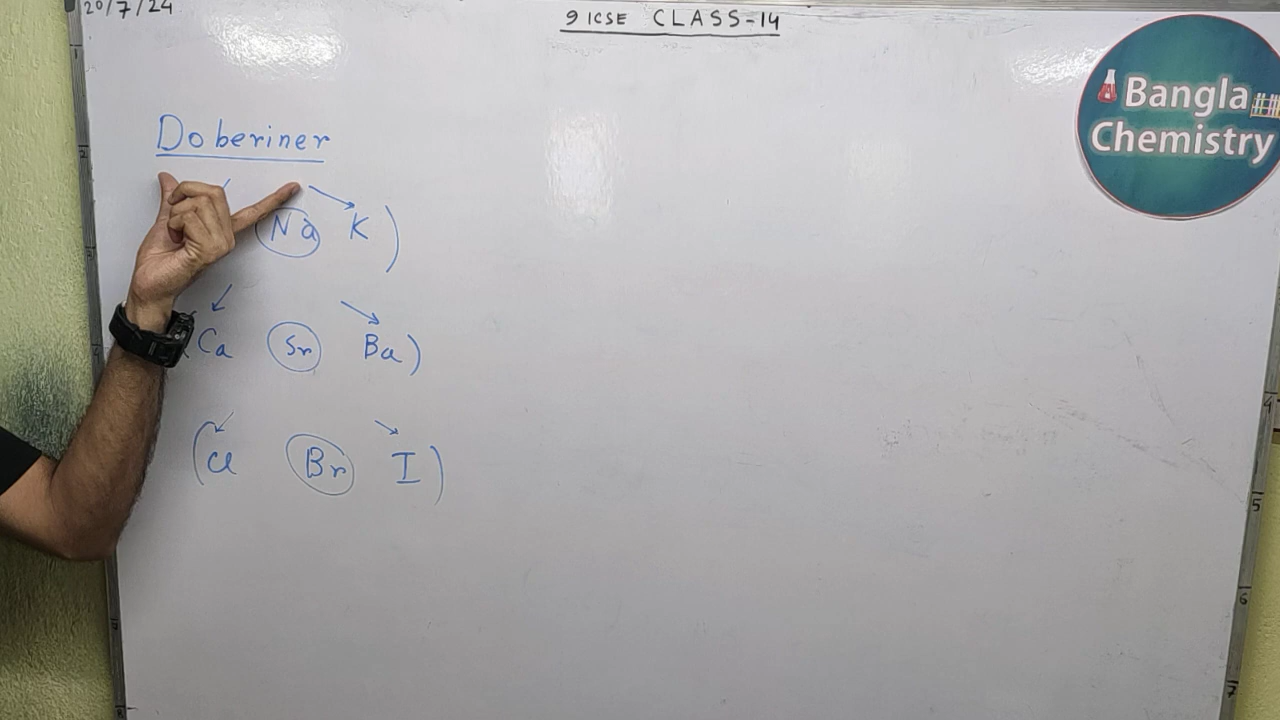 20/7/24
9 ICSE CLASS-14
Bangla
Chemistry
Doberiner
Na K )
Ca Sr Ba )
( Cl Br I )